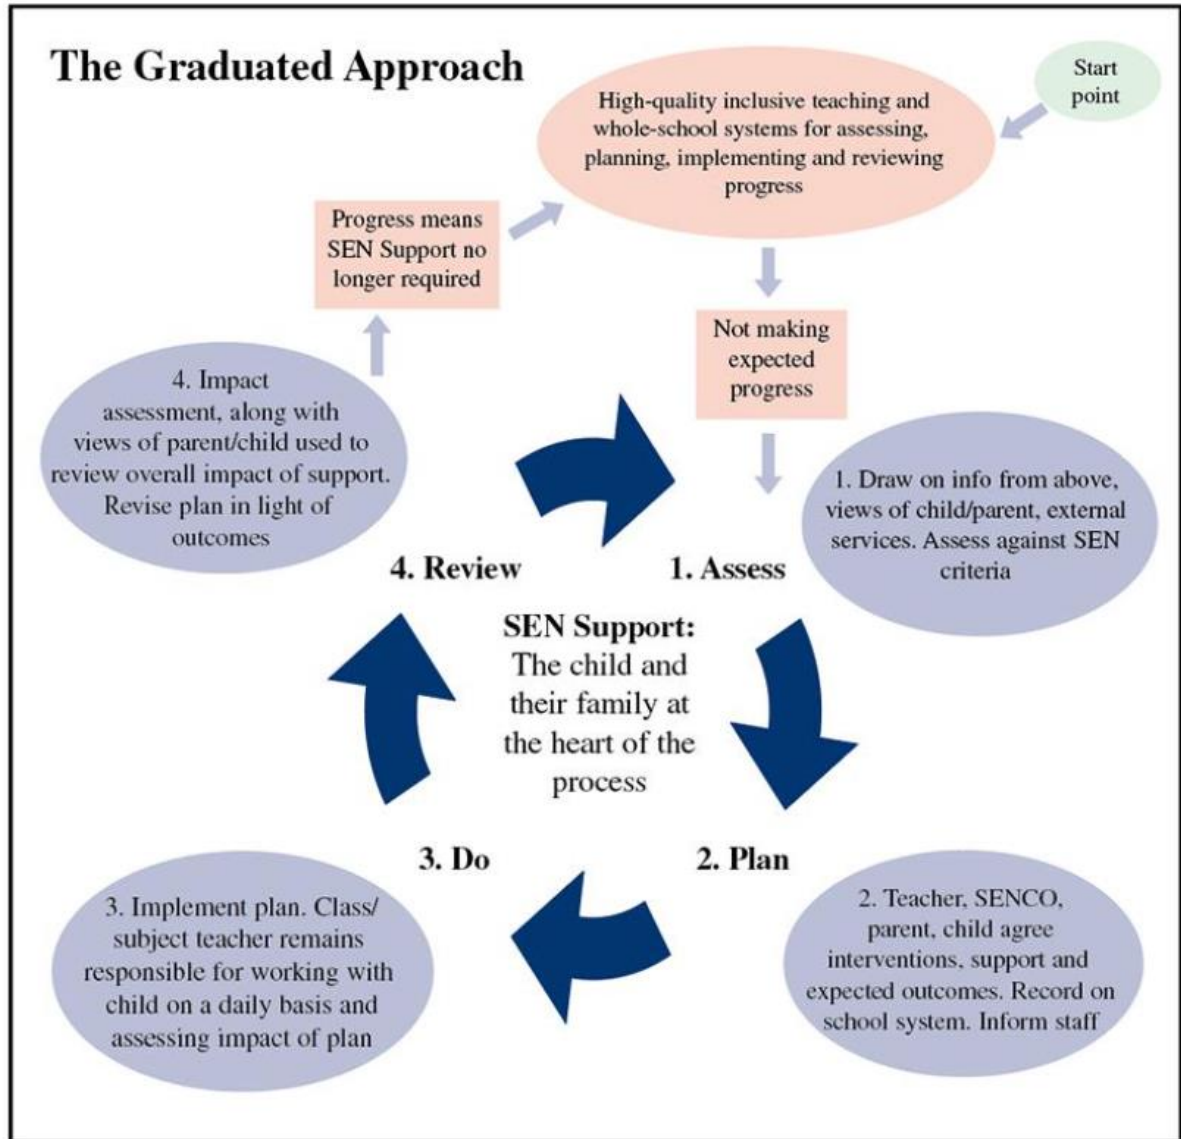 The Graduated Approach
Start
point
High-quality inclusive teaching and
whole-school systems for assessing,
planning, implementing and reviewing
progress
Progress means
SEN Support no
longer required
Not making
expected
progress
4. Impact
assessment, along with
views of parent/child used to
review overall impact of support.
Revise plan in light of
outcomes
1. Draw on info from above,
views of child/parent, external
services. Assess against SEN
criteria
4. Review
1. Assess
SEN Support:
The child and
their family at
the heart of the
process
3. Do
2. Plan
3. Implement plan. Class/
subject teacher remains
responsible for working with
child on a daily basis and
assessing impact of plan
2. Teacher, SENCO,
parent, child agree
interventions, support and
expected outcomes. Record on
school system. Inform staff